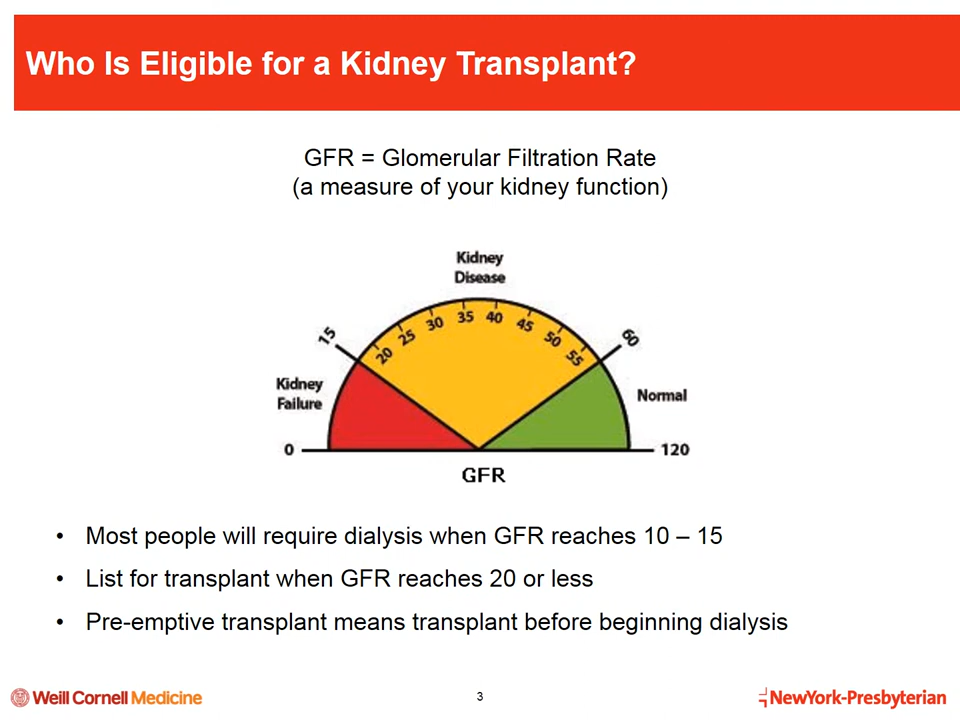 Who Is Eligible for a Kidney Transplant?
GFR = Glomerular Filtration Rate
(a measure of your kidney function)
Kidney
Disease
15
20
25
30
35
40
45
50
55
60
Kidney
Failure
Normal
0
120
GFR
• Most people will require dialysis when GFR reaches 10 – 15
• List for transplant when GFR reaches 20 or less
• Pre-emptive transplant means transplant before beginning dialysis
Weill Cornell Medicine
3
NewYork-Presbyterian